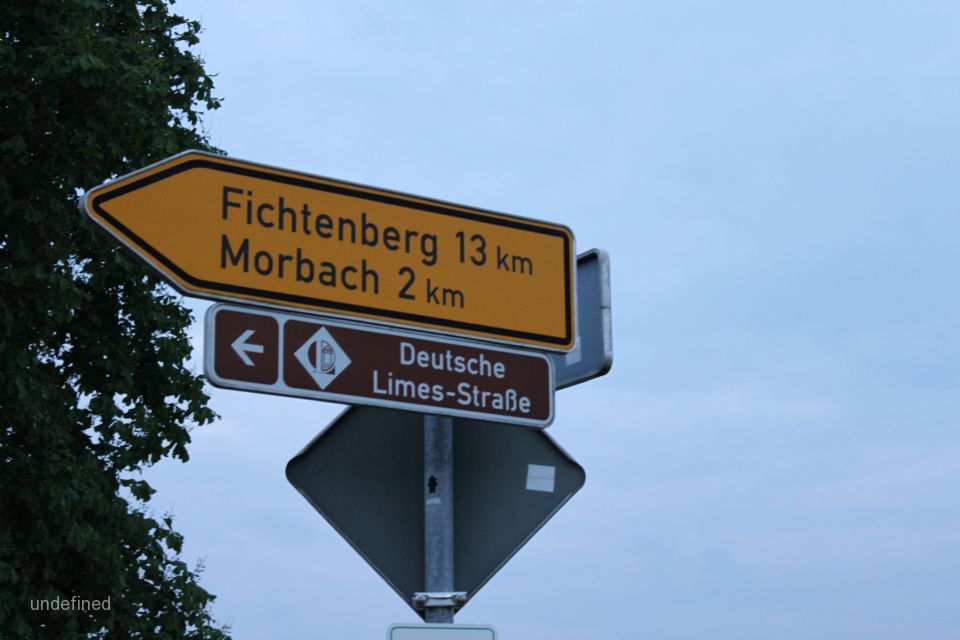 Fichtenberg 13 km
Morbach 2 km
Deutsche
Limes-Straße
undefined